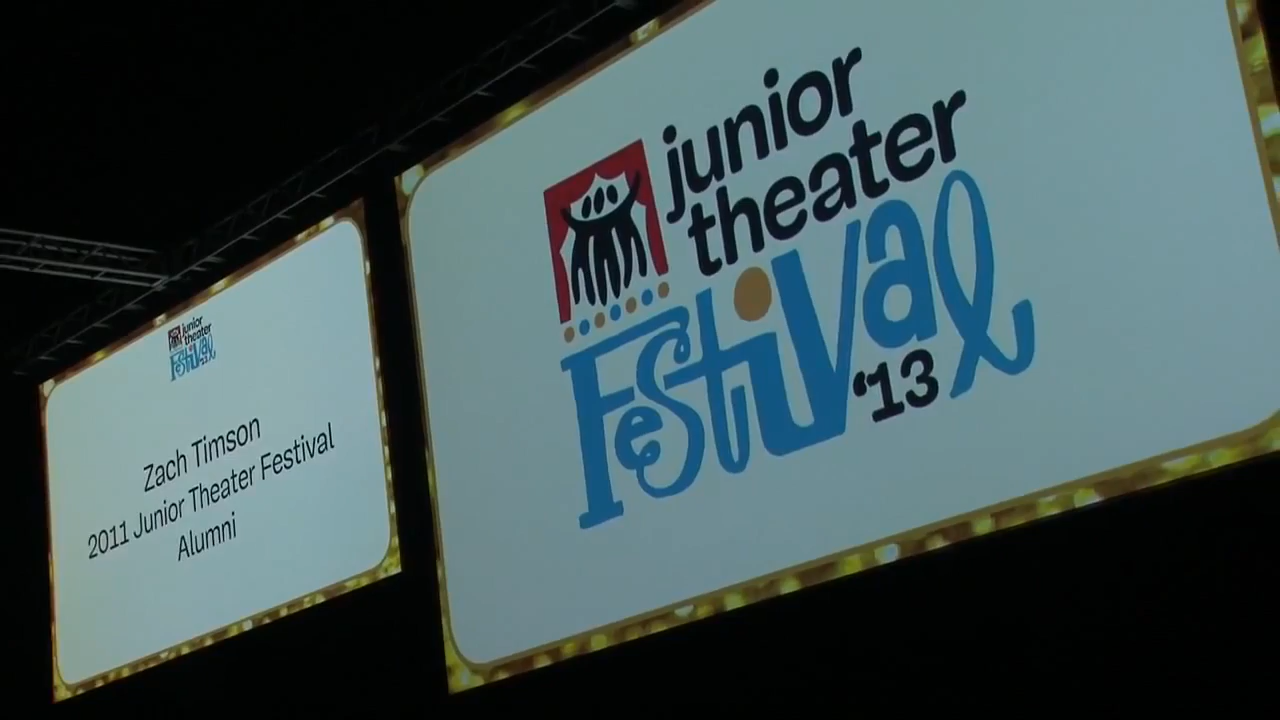 junior
theater
Festival
Zach Timson
2011 Junior Theater Festival
Alumni
junior
theater
FeStiVal
'13